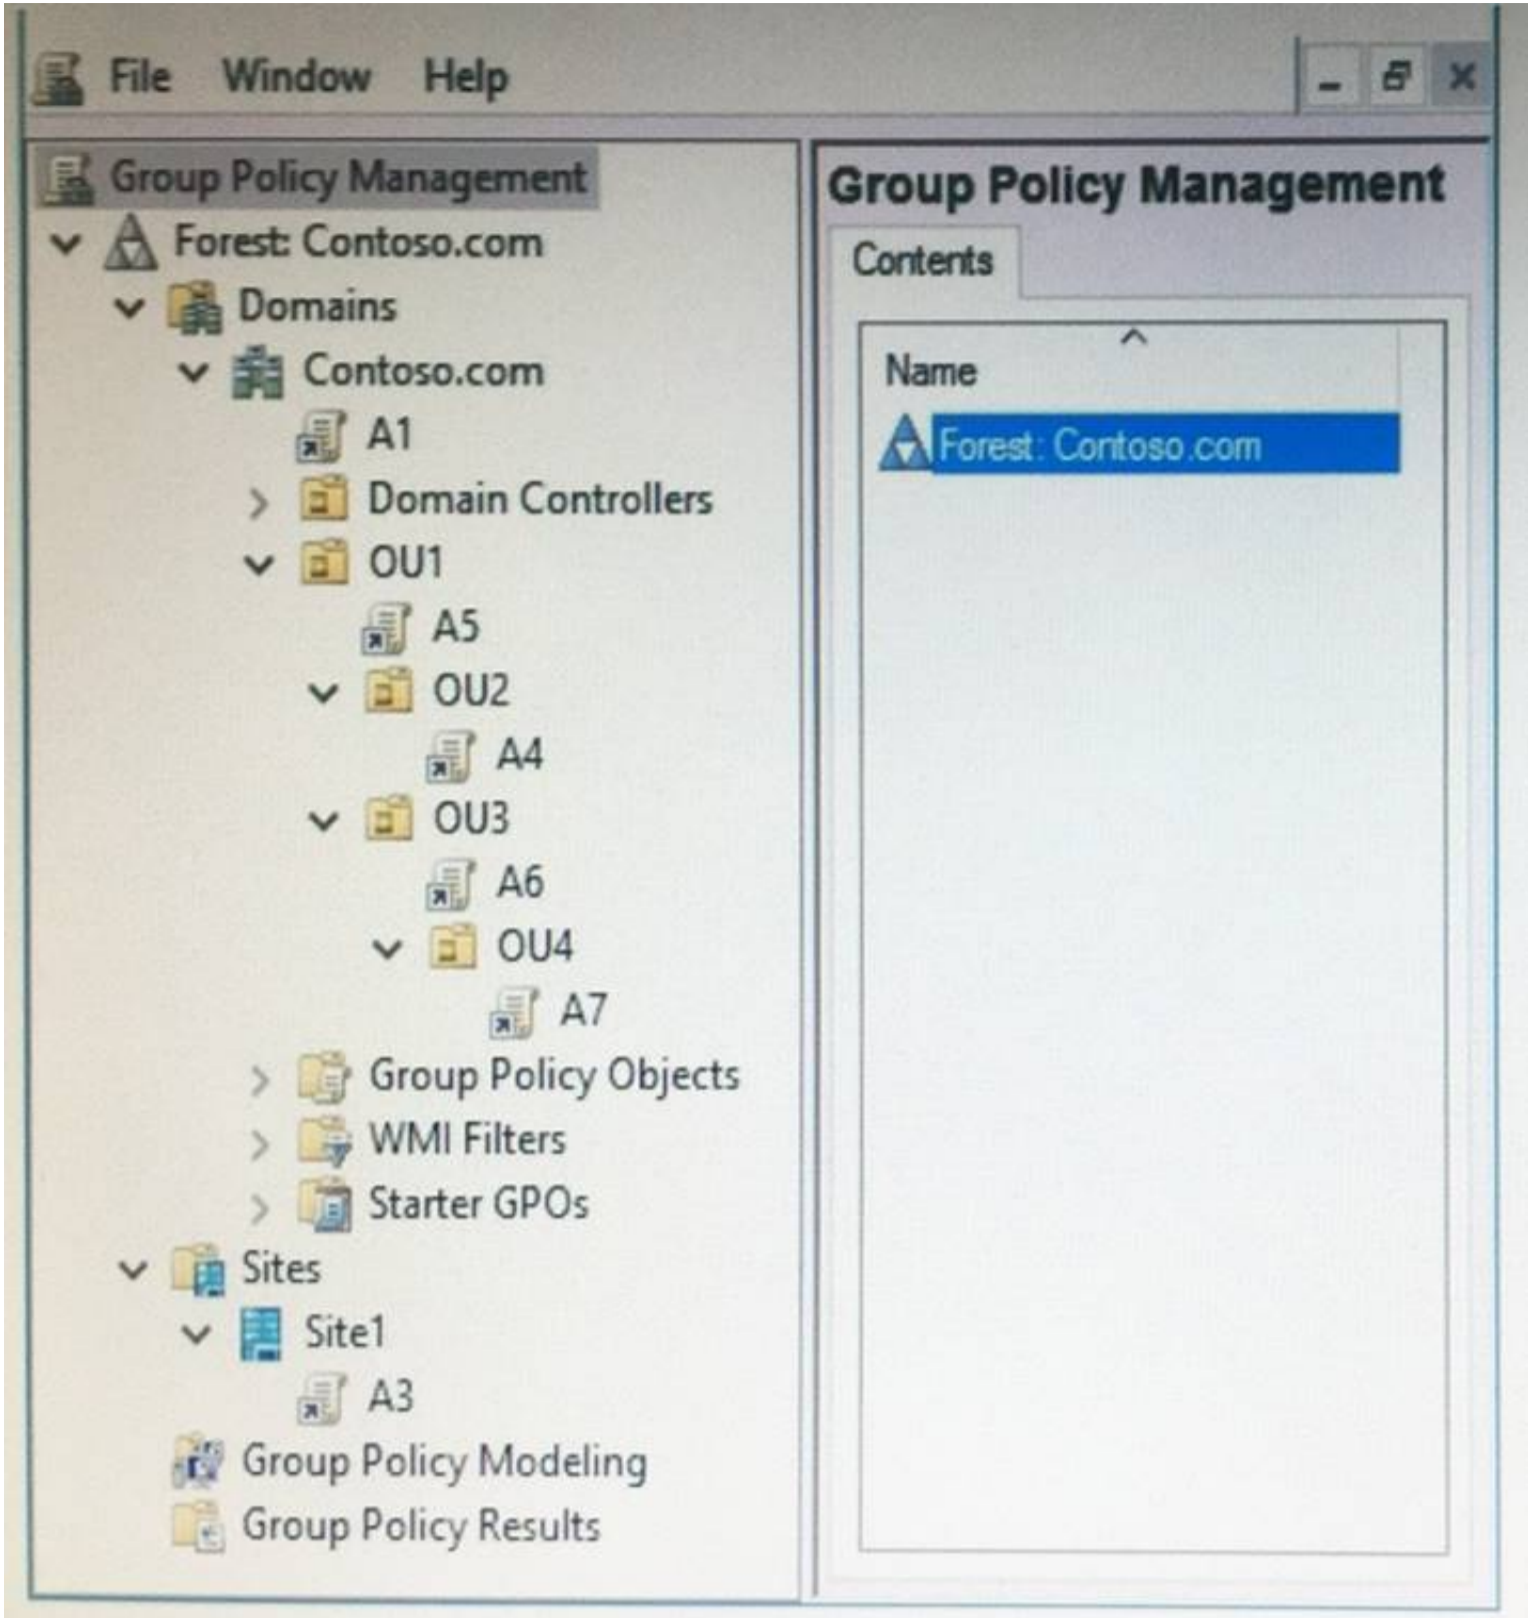 File Window Help
Group Policy Management
Forest: Contoso.com
Domains
Contoso.com
A1
Domain Controllers
OU1
A5
OU2
A4
OU3
A6
OU4
A7
Group Policy Objects
WMI Filters
Starter GPOs
Sites
Site1
A3
Group Policy Modeling
Group Policy Results
Group Policy Management
Contents
Name
Forest: Contoso.com